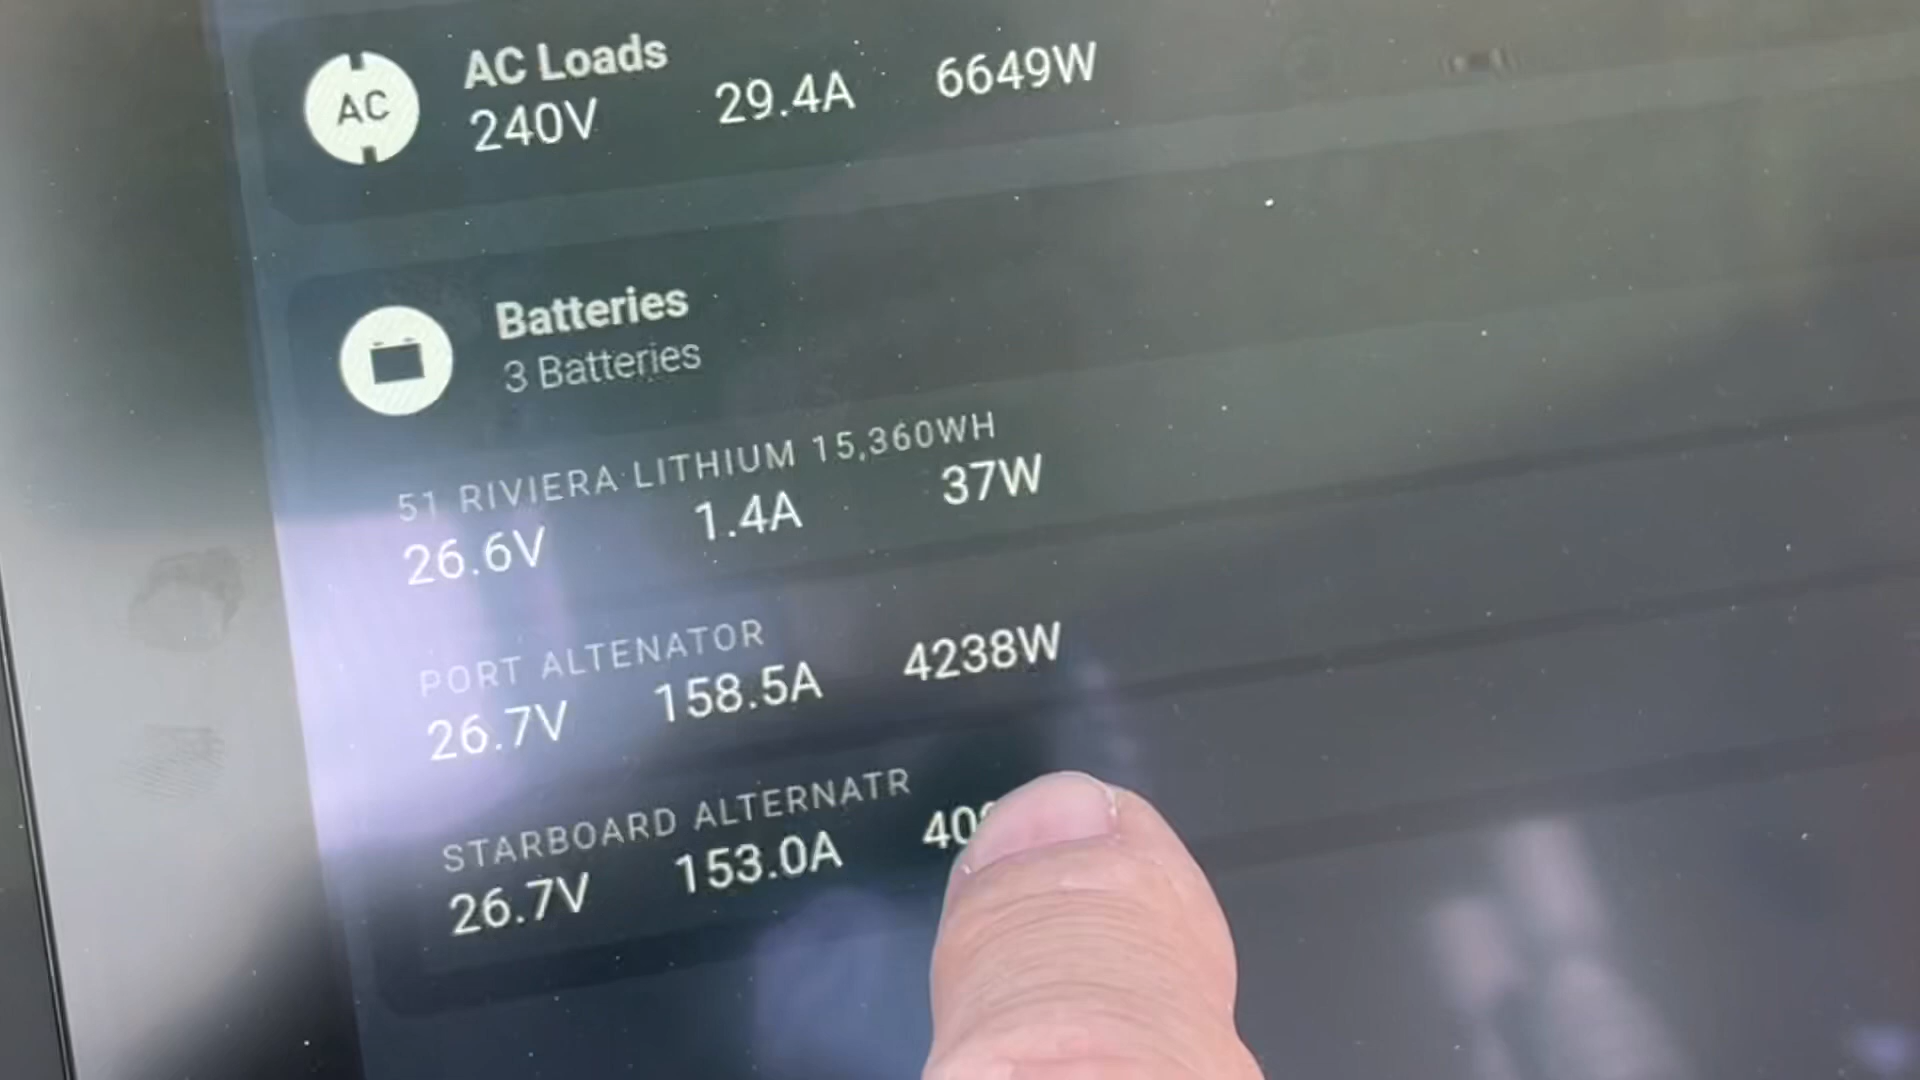 AC
AC Loads
240V 29.4A 6649W
Batteries
3 Batteries
51 RIVIERA LITHIUM 15,360WH
26.6V 1.4A 37W
PORT ALTENATOR
26.7V 158.5A 4238W
STARBOARD ALTERNATR
26.7V 153.0A